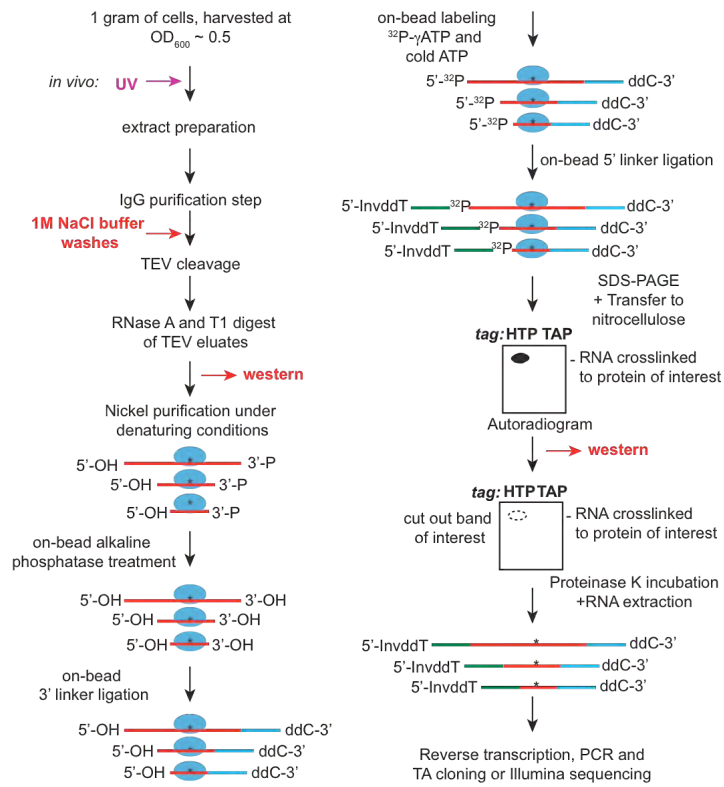 1 gram of cells, harvested at
OD600 ~ 0.5
in vivo: UV
extract preparation
IgG purification step
1M NaCl buffer
washes
TEV cleavage
RNase A and T1 digest
of TEV eluates
western
Nickel purification under
denaturing conditions
5’-OH 3’-P
5’-OH 3’-P
5’-OH 3’-P
on-bead alkaline
phosphatase treatment
5’-OH 3’-OH
5’-OH 3’-OH
5’-OH 3’-OH
on-bead
3’ linker ligation
5’-OH ddC-3’
5’-OH ddC-3’
5’-OH ddC-3’
on-bead labeling
32P-γATP and
cold ATP
5’-32P * ddC-3’
5’-32P * ddC-3’
5’-32P * ddC-3’
on-bead 5’ linker ligation
5’-InvddT 32P * ddC-3’
5’-InvddT 32P * ddC-3’
5’-InvddT 32P * ddC-3’
SDS-PAGE
+ Transfer to
nitrocellulose
tag: HTP TAP
- RNA crosslinked
to protein of interest
Autoradiogram
western
tag: HTP TAP
cut out band
of interest
- RNA crosslinked
to protein of interest
Proteinase K incubation
+RNA extraction
5’-InvddT * ddC-3’
5’-InvddT * ddC-3’
5’-InvddT * ddC-3’
Reverse transcription, PCR and
TA cloning or Illumina sequencing